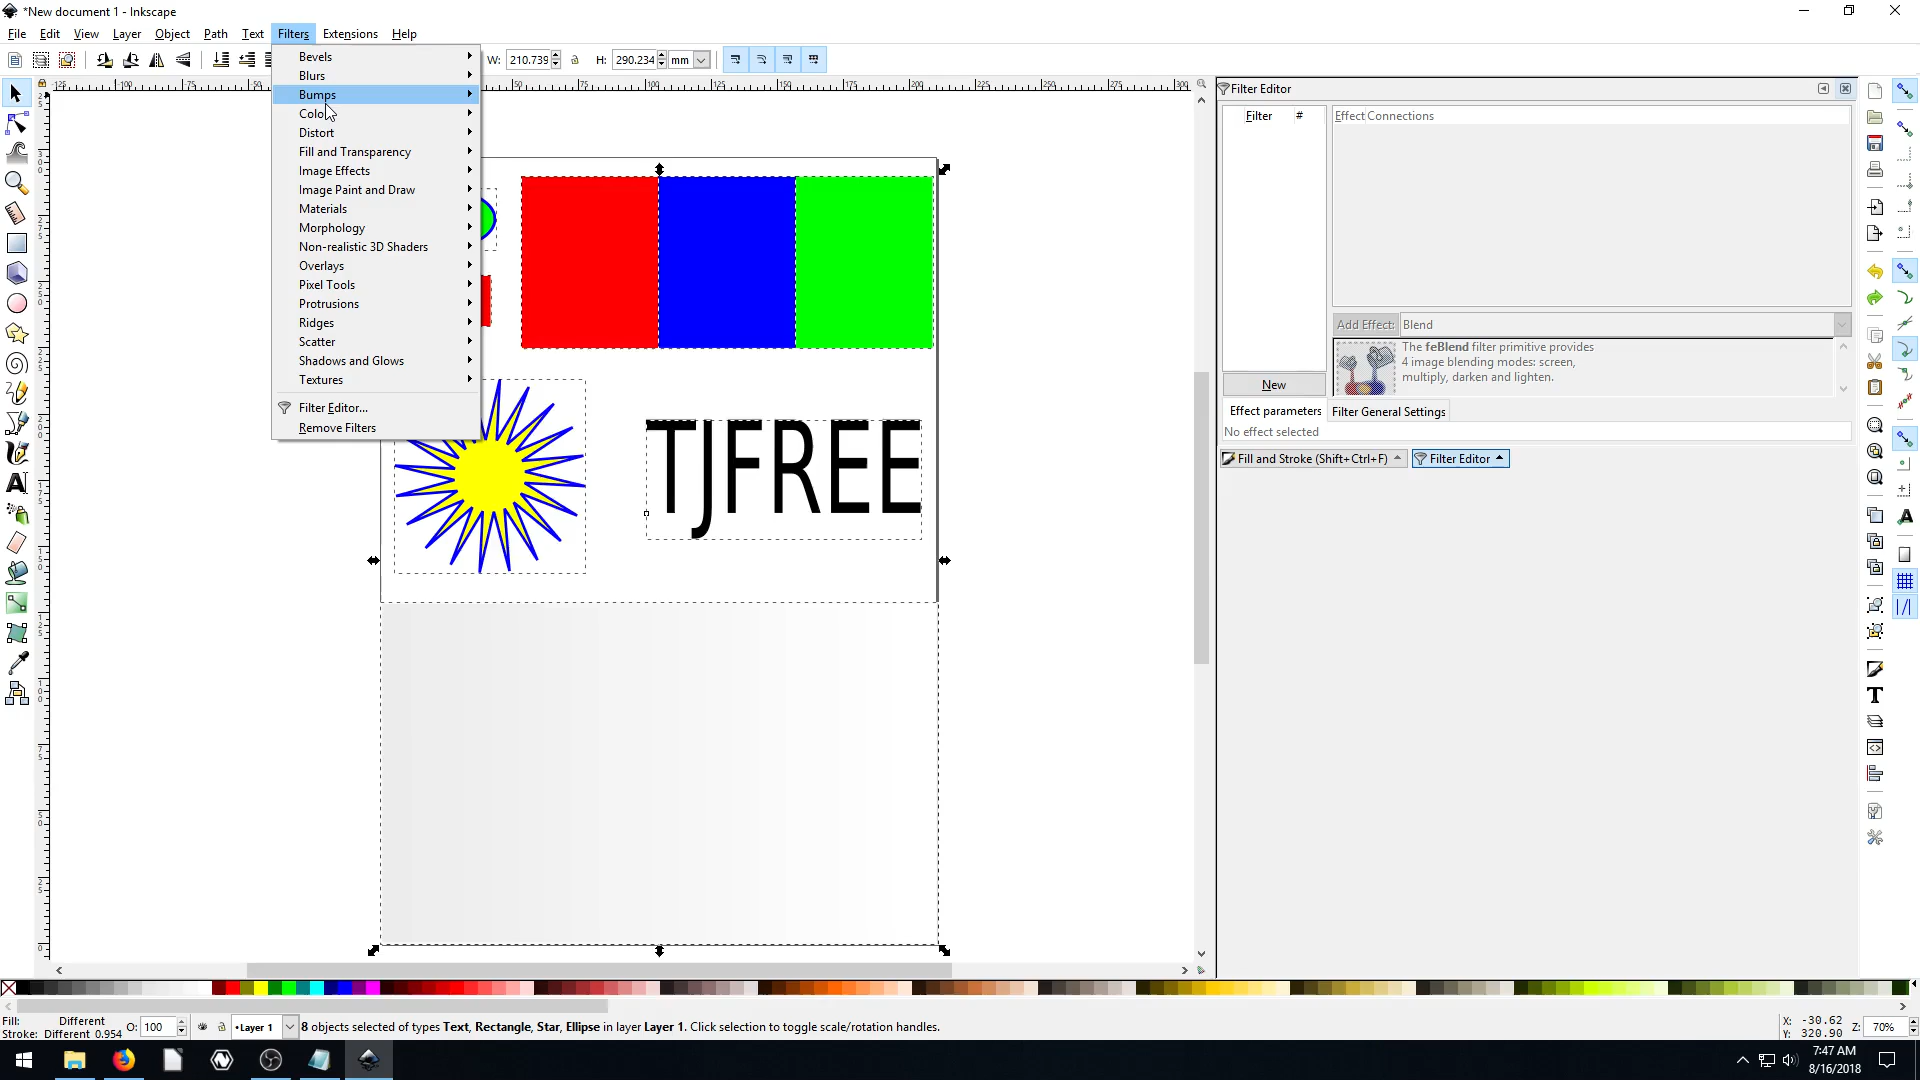 *New document 1 - Inkscape
File Edit View Layer Object Path Text Filters Extensions Help
W: 210.739 H: 290.234 mm
Bevels
Blurs
Bumps
Colo
Distort
Fill and Transparency
Image Effects
Image Paint and Draw
Materials
Morphology
Non-realistic 3D Shaders
Overlays
Pixel Tools
Protrusions
Ridges
Scatter
Shadows and Glows
Textures
Filter Editor...
Remove Filters
TJFREE
Filter Editor
Filter # Effect Connections
Add Effect: Blend
The feBlend filter primitive provides
4 image blending modes: screen,
multiply, darken and lighten.
New
Effect parameters Filter General Settings
No effect selected
Fill and Stroke (Shift+Ctrl+F) Filter Editor
Fill: Different
Stroke: Different 0.954
O: 100
•Layer 1
8 objects selected of types Text, Rectangle, Star, Ellipse in layer Layer 1. Click selection to toggle scale/rotation handles.
X: -30.62
Y: 320.90
Z: 70%
7:47 AM
8/16/2018